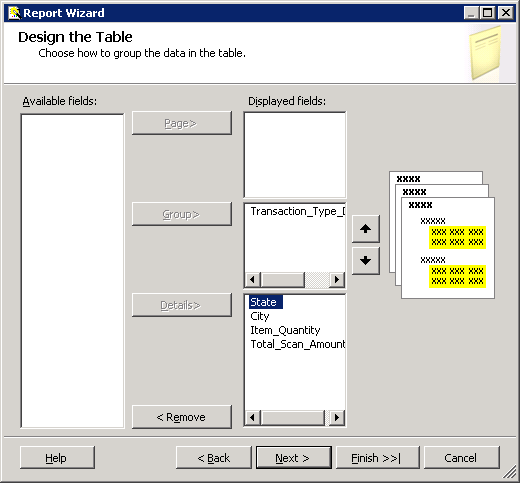 Report Wizard
Design the Table
Choose how to group the data in the table.
Available fields:
Displayed fields:
Page>
Group>
Transaction_Type_D
Details>
State
City
Item_Quantity
Total_Scan_Amount
< Remove
xxxx
xxxx
xxxx
xxxxx
xxx xxx xxx
xxx xxx xxx
xxxxx
xxx xxx xxx
xxx xxx xxx
Help
< Back
Next >
Finish >>|
Cancel